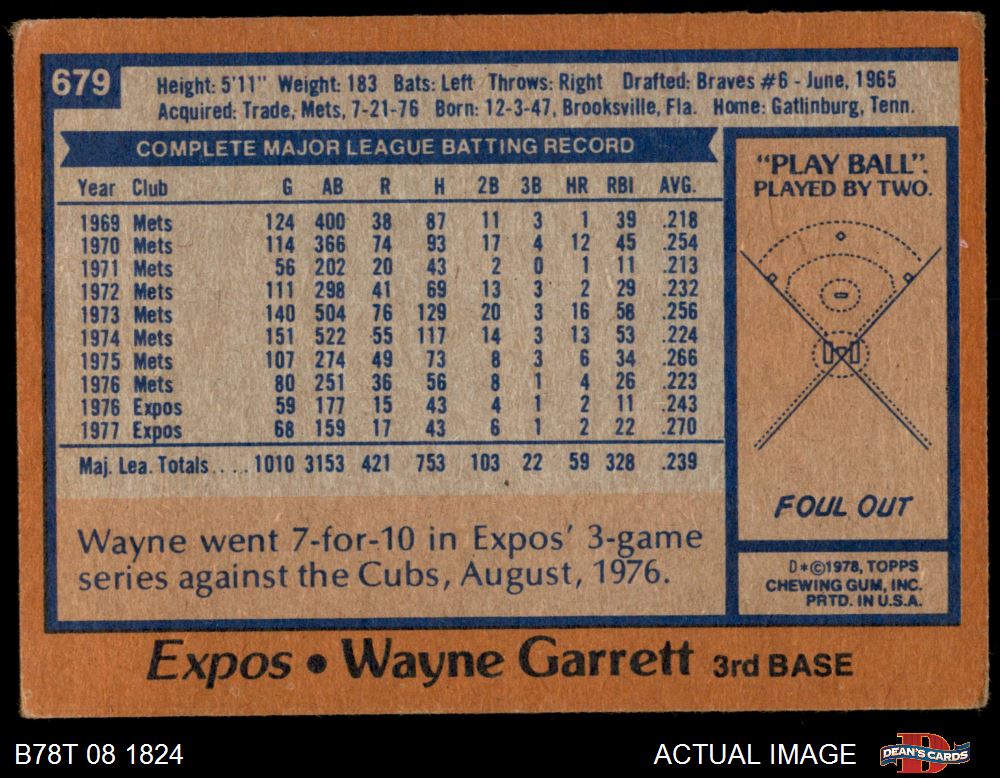 679
Height: 5'11" Weight: 183 Bats: Left Throws: Right Drafted: Braves #6 - June, 1965
Acquired: Trade, Mets, 7-21-76 Born: 12-3-47, Brooksville, Fla. Home: Gatlinburg, Tenn.
COMPLETE MAJOR LEAGUE BATTING RECORD
Year Club G AB R H 2B 3B HR RBI AVG.
1969 Mets 124 400 38 87 11 3 1 39 .218
1970 Mets 114 366 74 93 17 4 12 45 .254
1971 Mets 56 202 20 43 2 0 1 11 .213
1972 Mets 111 298 41 69 13 3 2 29 .232
1973 Mets 140 504 76 129 20 3 16 58 .256
1974 Mets 151 522 55 117 14 3 13 53 .224
1975 Mets 107 274 49 73 8 3 6 34 .266
1976 Mets 80 251 36 56 8 1 4 26 .223
1976 Expos 59 177 15 43 4 1 2 11 .243
1977 Expos 68 159 17 43 6 1 2 22 .270
Maj. Lea. Totals.... 1010 3153 421 753 103 22 59 328 .239
Wayne went 7-for-10 in Expos' 3-game
series against the Cubs, August, 1976.
"PLAY BALL".
PLAYED BY TWO.
FOUL OUT
D*©1978, TOPPS
CHEWING GUM, INC.
PRTD. IN U.S.A.
Expos • Wayne Garrett 3rd BASE
B78T 08 1824
ACTUAL IMAGE
DEAN'S CARDS